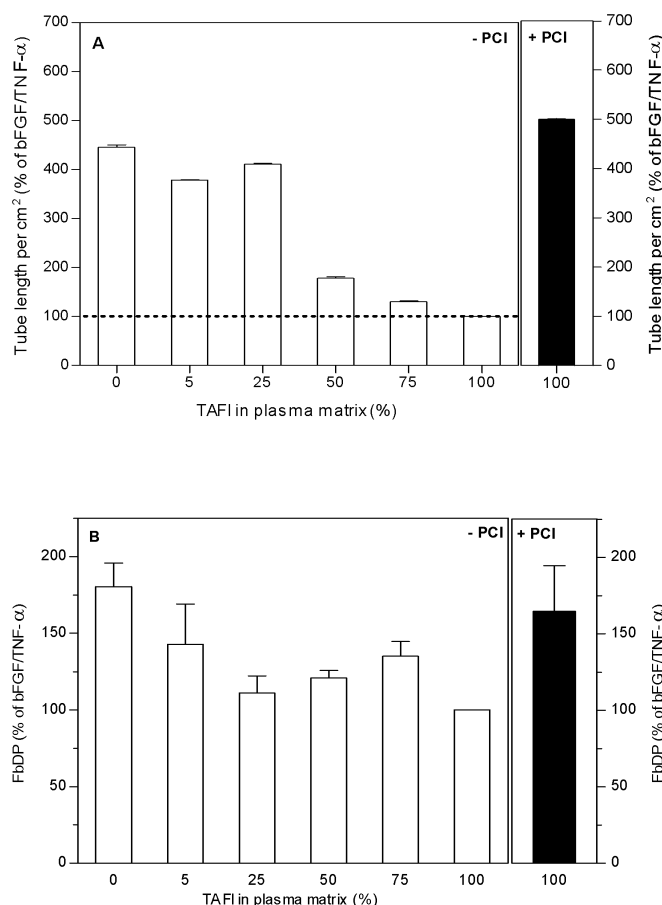 A
- PCI
+ PCI
Tube length per cm² (% of bFGF/TNF-α)
700
600
500
400
300
200
100
0
700
600
500
400
300
200
100
0
Tube length per cm² (% of bFGF/TNF-α)
0 5 25 50 75 100
100
TAFI in plasma matrix (%)
B
- PCI
+ PCI
FbDP (% of bFGF/TNF-α)
200
150
100
50
0
200
150
100
50
0
FbDP (% of bFGF/TNF-α)
0 5 25 50 75 100
100
TAFI in plasma matrix (%)